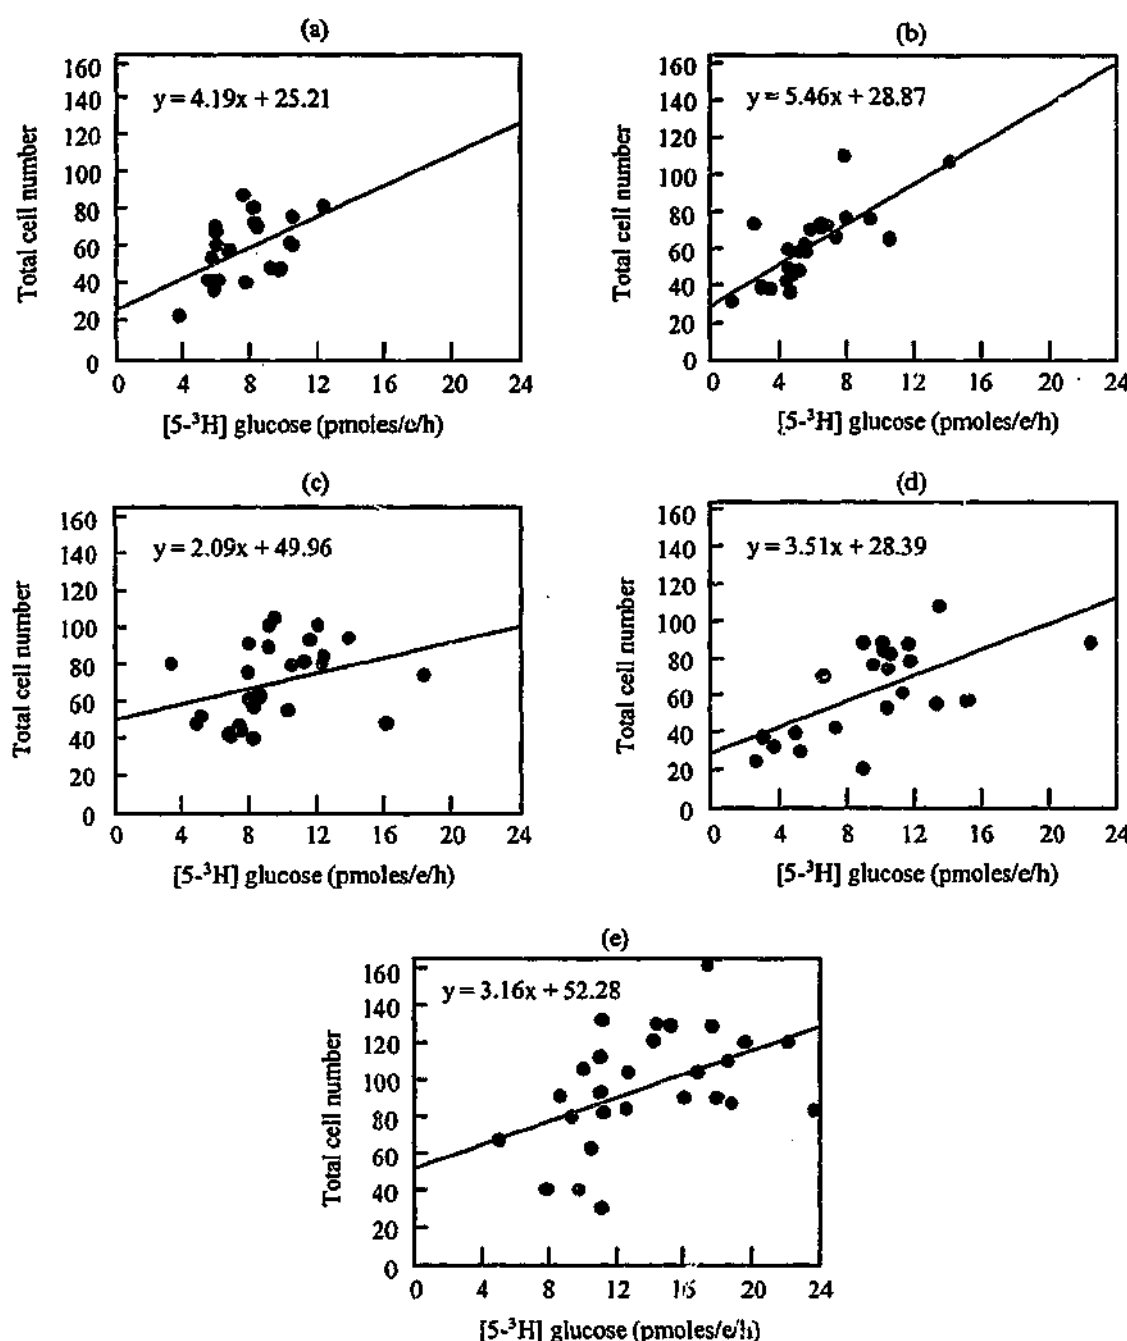 (a)
160
140
120
100
80
60
40
20
0
Total cell number
y = 4.19x + 25.21
0 4 8 12 16 20 24
[5-³H] glucose (pmoles/e/h)
(b)
160
140
120
100
80
60
40
20
0
Total cell number
y = 5.46x + 28.87
0 4 8 12 16 20 24
[5-³H] glucose (pmoles/e/h)
(c)
160
140
120
100
80
60
40
20
0
Total cell number
y = 2.09x + 49.96
0 4 8 12 16 20 24
[5-³H] glucose (pmoles/e/h)
(d)
160
140
120
100
80
60
40
20
0
Total cell number
y = 3.51x + 28.39
0 4 8 12 16 20 24
[5-³H] glucose (pmoles/e/h)
(e)
160
140
120
100
80
60
40
20
0
Total cell number
y = 3.16x + 52.28
0 4 8 12 16 20 24
[5-³H] glucose (pmoles/e/h)